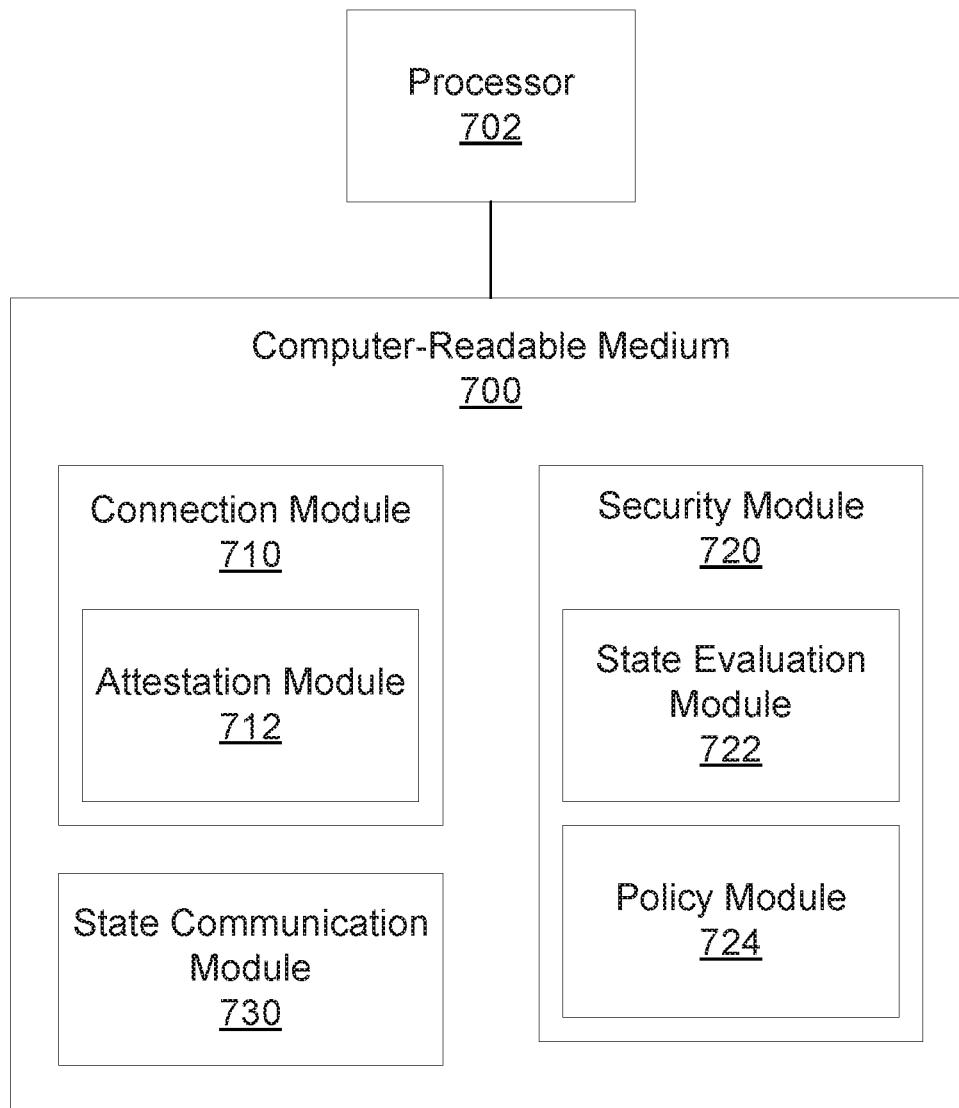 Processor
702
Computer-Readable Medium
700
Connection Module
710
Attestation Module
712
State Communication
Module
730
Security Module
720
State Evaluation
Module
722
Policy Module
724